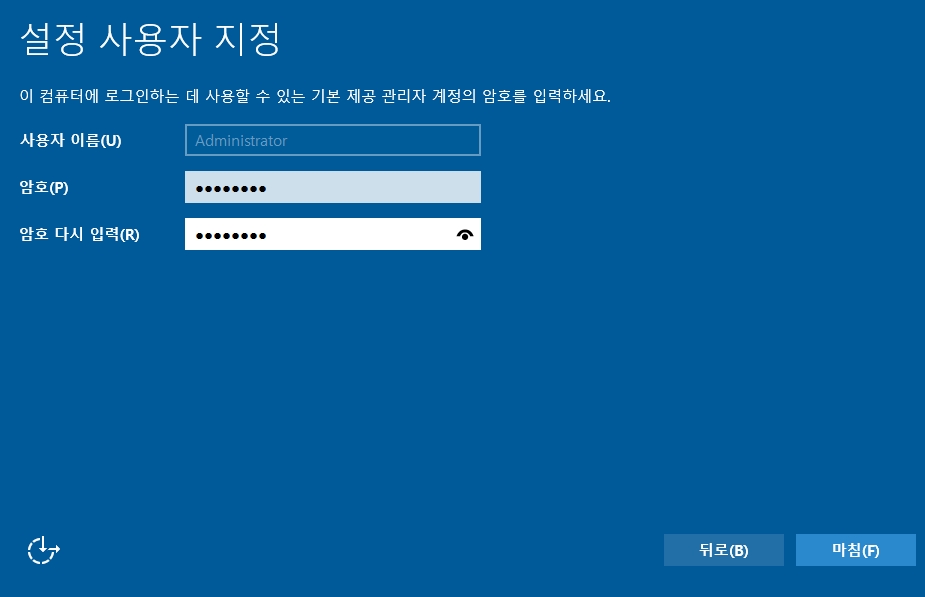 설정 사용자 지정
이 컴퓨터에 로그인하는 데 사용할 수 있는 기본 제공 관리자 계정의 암호를 입력하세요.
사용자 이름(U) Administrator
암호(P) ●●●●●●●●
암호 다시 입력(R) ●●●●●●●●
뒤로(B) 마침(F)